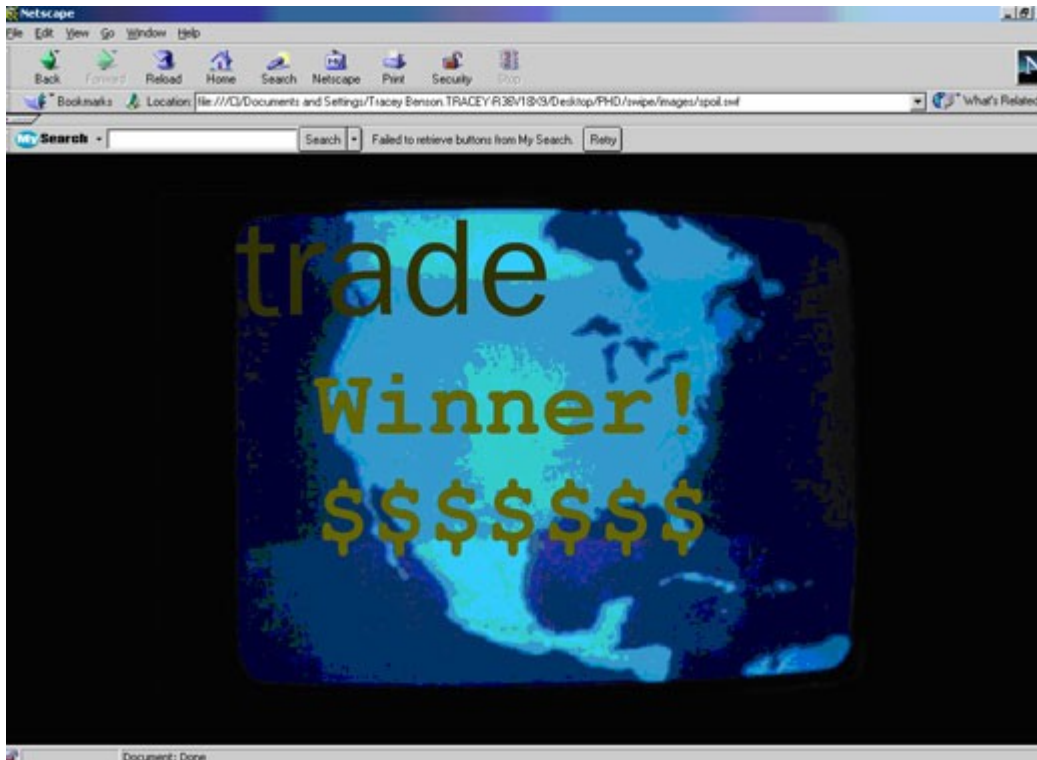 Netscape
File Edit View Go Window Help
Back Forward Reload Home Search Netscape Print Security Stop
Bookmarks Location: file:///C|/Documents and Settings/Tracey Benson.TRACEY-R36V18X9/Desktop/PHD/swipe/images/spoil.swf What's Related
My Search Search Failed to retrieve buttons from My Search. Retry
trade
Winner!
$$$$$$$
Document: Done